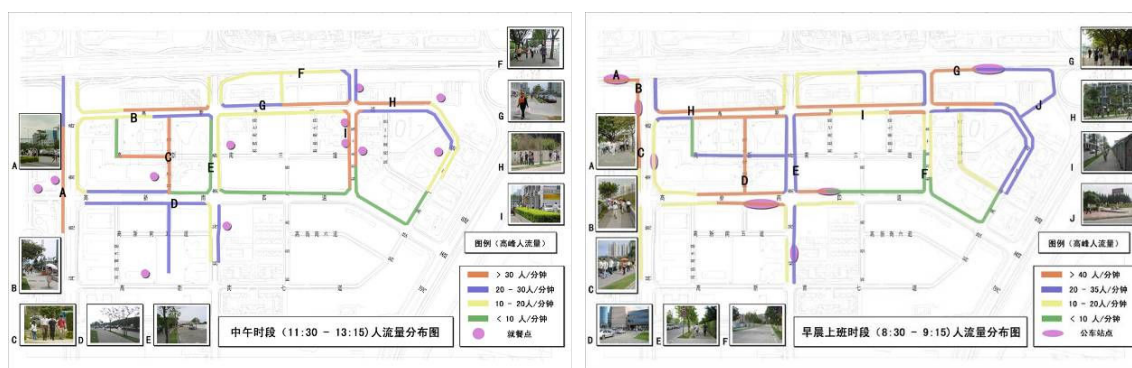 F
G
H
I
A
B
C
D
E
F
G
H
I
A
B
C
D
E
图例（高峰人流量）
> 30 人/分钟
20 - 30人/分钟
10 - 20人/分钟
< 10 人/分钟
就餐点
中午时段(11:30 - 13:15)人流量分布图
A
B
C
D
E
F
G
H
I
J
G
H
I
J
A
B
C
D
E
F
图例（高峰人流量）
> 40 人/分钟
20 - 35人/分钟
10 - 20人/分钟
< 10 人/分钟
公车站点
早晨上班时段(8:30 - 9:15)人流量分布图